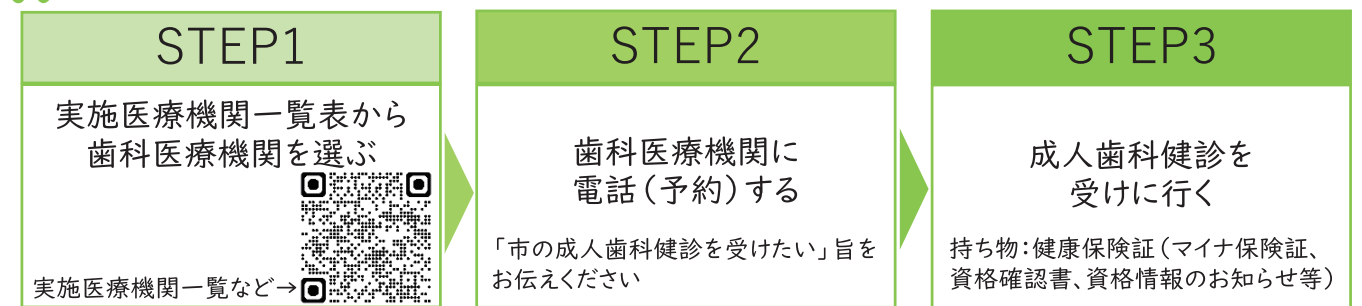 STEP1
実施医療機関一覧表から
歯科医療機関を選ぶ
実施医療機関一覧など→
STEP2
歯科医療機関に
電話(予約)する
「市の成人歯科健診を受けたい」旨を
お伝えください
STEP3
成人歯科健診を
受けに行く
持ち物:健康保険証(マイナ保険証、
資格確認書、資格情報のお知らせ等)